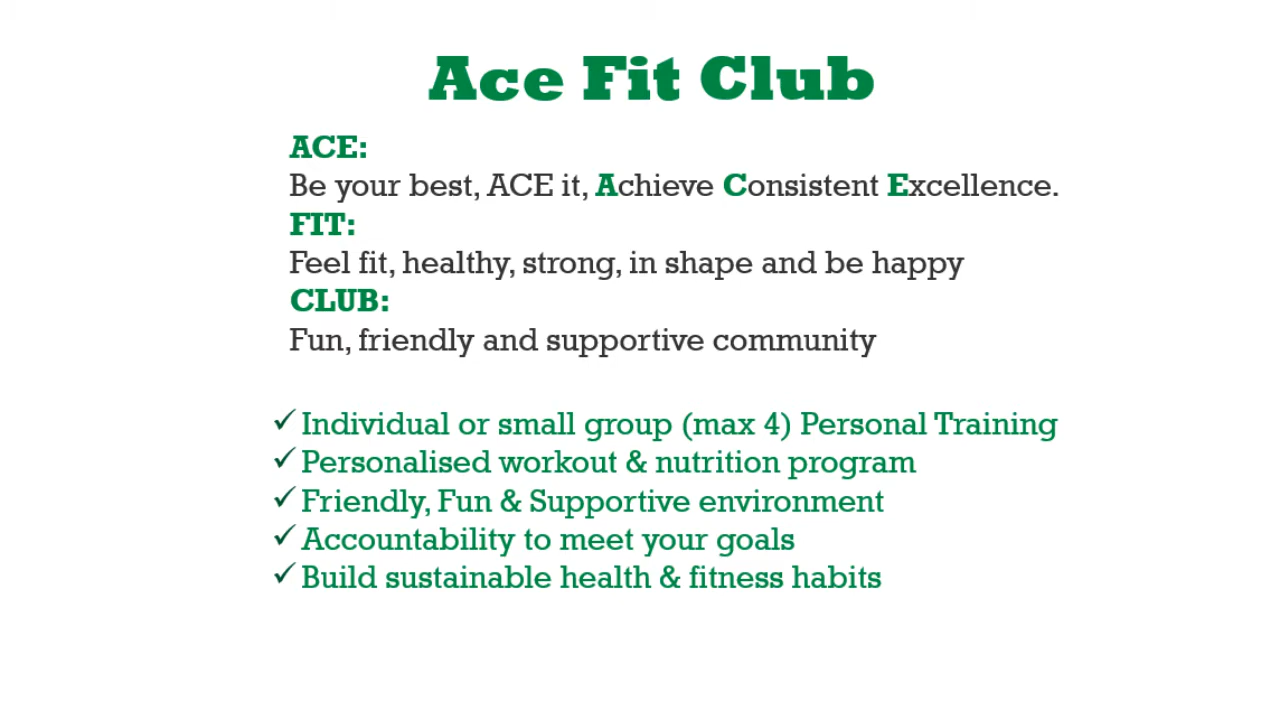 Ace Fit Club
ACE:
Be your best, ACE it, Achieve Consistent Excellence.
FIT:
Feel fit, healthy, strong, in shape and be happy
CLUB:
Fun, friendly and supportive community
✓ Individual or small group (max 4) Personal Training
✓ Personalised workout & nutrition program
✓ Friendly, Fun & Supportive environment
✓ Accountability to meet your goals
✓ Build sustainable health & fitness habits